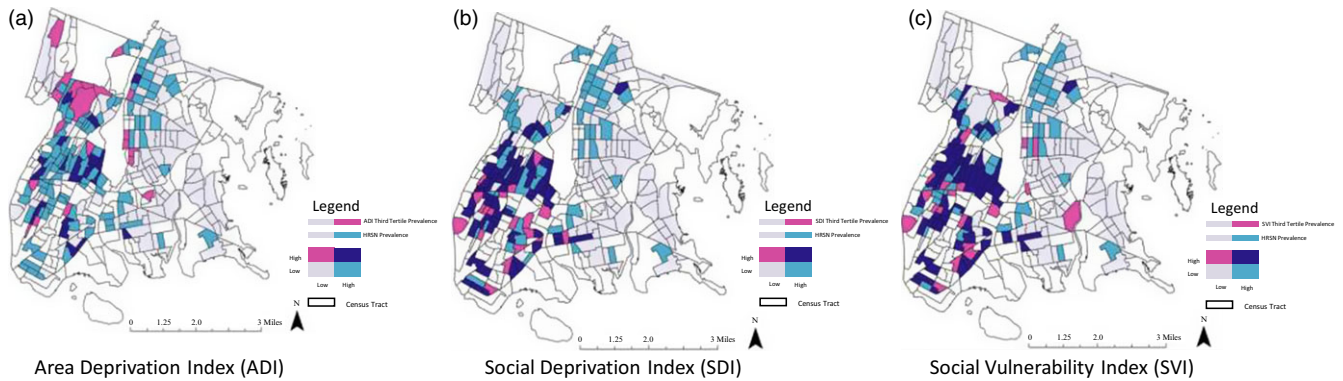 (a)
Legend
ADI Third Tertile Prevalence
HRSN Prevalence
High
Low
Low High
Census Tract
N
0 1.25 2.0 3 Miles
Area Deprivation Index (ADI)
(b)
Legend
SDI Third Tertile Prevalence
HRSN Prevalence
High
Low
Low High
Census Tract
N
0 1.25 2.0 3 Miles
Social Deprivation Index (SDI)
(c)
Legend
SVI Third Tertile Prevalence
HRSN Prevalence
High
Low
Low High
Census Tract
N
0 1.25 2.0 3 Miles
Social Vulnerability Index (SVI)